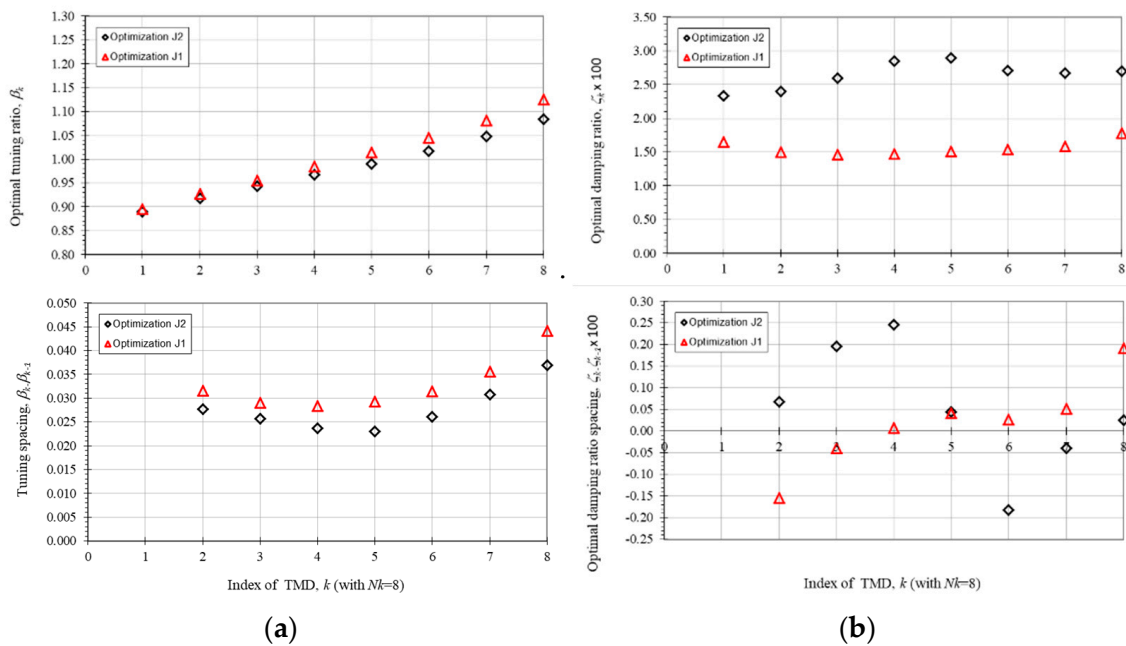 Optimal tuning ratio, βk
1.30
1.25
1.20
1.15
1.10
1.05
1.00
0.95
0.90
0.85
0.80
Optimization J2
Optimization J1
0 1 2 3 4 5 6 7 8
.
Optimal damping ratio, ζk x 100
3.50
3.00
2.50
2.00
1.50
1.00
0.50
0.00
Optimization J2
Optimization J1
0 1 2 3 4 5 6 7 8
Tuning spacing, βk-βk-1
0.050
0.045
0.040
0.035
0.030
0.025
0.020
0.015
0.010
0.005
0.000
Optimization J2
Optimization J1
0 1 2 3 4 5 6 7 8
Index of TMD, k (with Nk=8)
Optimal damping ratio spacing, ζk-ζk-1 x 100
0.30
0.25
0.20
0.15
0.10
0.05
0.00
-0.05
-0.10
-0.15
-0.20
-0.25
Optimization J2
Optimization J1
0 1 2 3 4 5 6 7 8
Index of TMD, k (with Nk=8)
(a)
(b)